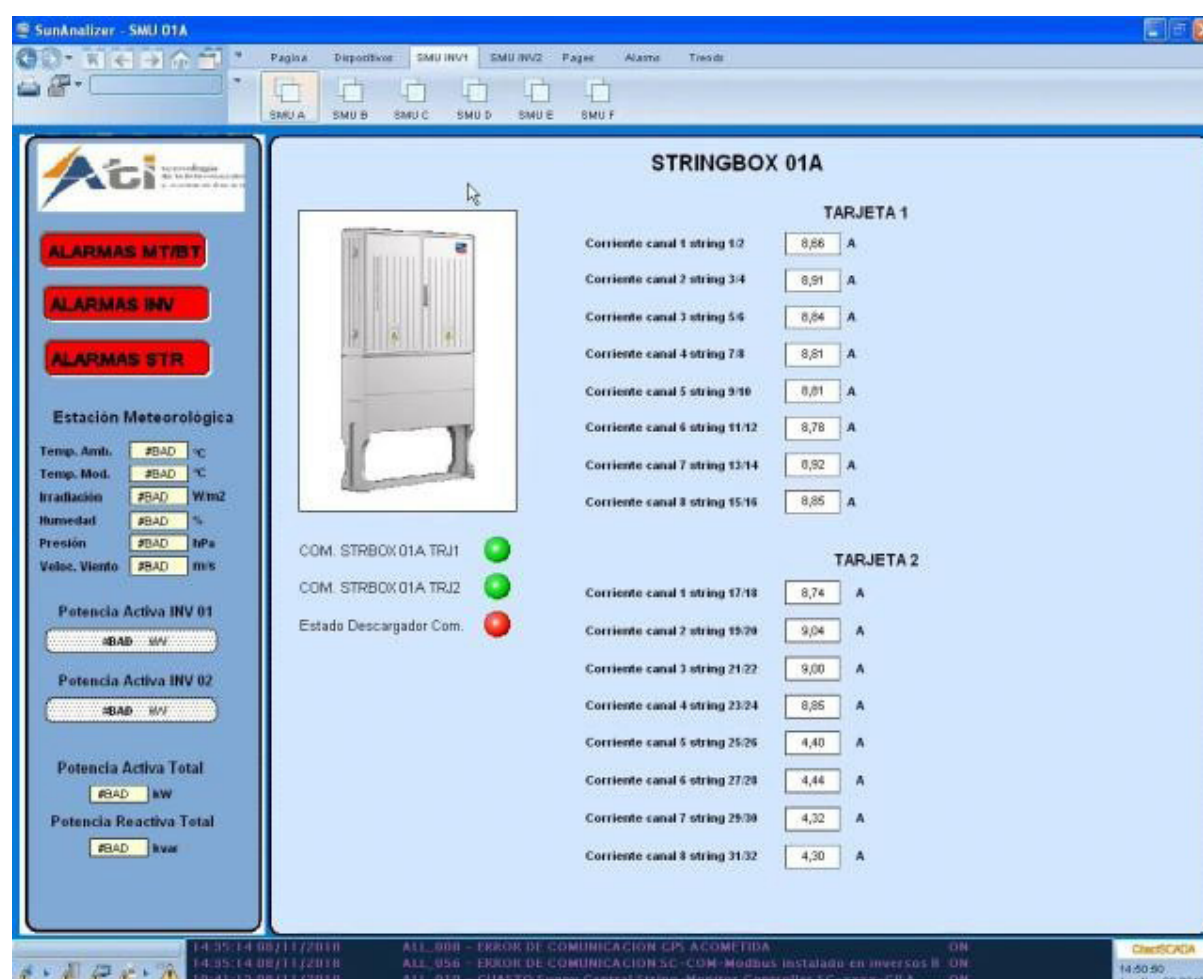 SunAnalizer - SMU 01A
Pagina Dispositivos SMU INV1 SMU INV2 Pages Alarms Trends
SMU A SMU B SMU C SMU D SMU E SMU F
Ati
ALARMAS MT/BT
ALARMAS INV
ALARMAS STR
Estación Meteorológica
Temp. Amb. #BAD ºC
Temp. Mod. #BAD ºC
Irradiación #BAD W/m2
Humedad #BAD %
Presión #BAD hPa
Veloc. Viento #BAD m/s
Potencia Activa INV 01
#BAD kW
Potencia Activa INV 02
#BAD kW
Potencia Activa Total
#BAD kW
Potencia Reactiva Total
#BAD kvar
STRINGBOX 01A
COM. STRBOX 01A TRJ1
COM. STRBOX 01A TRJ2
Estado Descargador Com.
TARJETA 1
Corriente canal 1 string 1/2 8,66 A
Corriente canal 2 string 3/4 8,91 A
Corriente canal 3 string 5/6 8,84 A
Corriente canal 4 string 7/8 8,81 A
Corriente canal 5 string 9/10 8,81 A
Corriente canal 6 string 11/12 8,78 A
Corriente canal 7 string 13/14 8,92 A
Corriente canal 8 string 15/16 8,85 A
TARJETA 2
Corriente canal 1 string 17/18 8,74 A
Corriente canal 2 string 19/20 9,04 A
Corriente canal 3 string 21/22 9,00 A
Corriente canal 4 string 23/24 8,85 A
Corriente canal 5 string 25/26 4,40 A
Corriente canal 6 string 27/28 4,44 A
Corriente canal 7 string 29/30 4,32 A
Corriente canal 8 string 31/32 4,30 A
14:35:14 08/11/2018 ALL_008 - ERROR DE COMUNICACION GPS ACOMETIDA ON
14:35:14 08/11/2018 ALL_056 - ERROR DE COMUNICACION SC-COM-Modbus instalado en inversos B ON
CitectSCADA
14:50:50